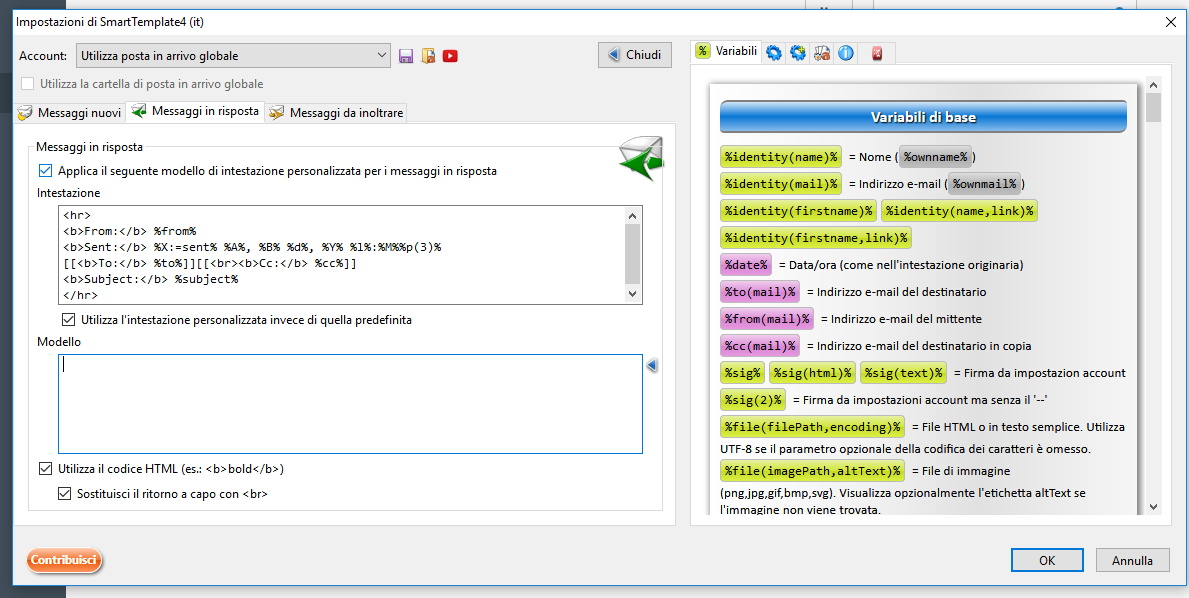 Impostazioni di SmartTemplate4 (it)
Account: Utilizza posta in arrivo globale
Chiudi
Utilizza la cartella di posta in arrivo globale
Messaggi nuovi
Messaggi in risposta
Messaggi da inoltrare
Messaggi in risposta
Applica il seguente modello di intestazione personalizzata per i messaggi in risposta
Intestazione
<hr>
<b>From:</b> %from%
<b>Sent:</b> %X:=sent% %A%, %B% %d%, %Y% %l%:%M%%p(3)%
[[<b>To:</b> %to%]][[<br><b>Cc:</b> %cc%]]
<b>Subject:</b> %subject%
</hr>
Utilizza l'intestazione personalizzata invece di quella predefinita
Modello
Utilizza il codice HTML (es.: <b>bold</b>)
Sostituisci il ritorno a capo con <br>
Contribuisci
% Variabili
Variabili di base
%identity(name)% = Nome ( %ownname% )
%identity(mail)% = Indirizzo e-mail ( %ownmail% )
%identity(firstname)% %identity(name,link)%
%identity(firstname,link)%
%date% = Data/ora (come nell'intestazione originaria)
%to(mail)% = Indirizzo e-mail del destinatario
%from(mail)% = Indirizzo e-mail del mittente
%cc(mail)% = Indirizzo e-mail del destinatario in copia
%sig% %sig(html)% %sig(text)% = Firma da impostazion account
%sig(2)% = Firma da impostazioni account ma senza il '--'
%file(filePath,encoding)% = File HTML o in testo semplice. Utilizza
UTF-8 se il parametro opzionale della codifica dei caratteri è omesso.
%file(imagePath,altText)% = File di immagine
(png,jpg,gif,bmp,svg). Visualizza opzionalmente l'etichetta altText se
l'immagine non viene trovata.
OK
Annulla